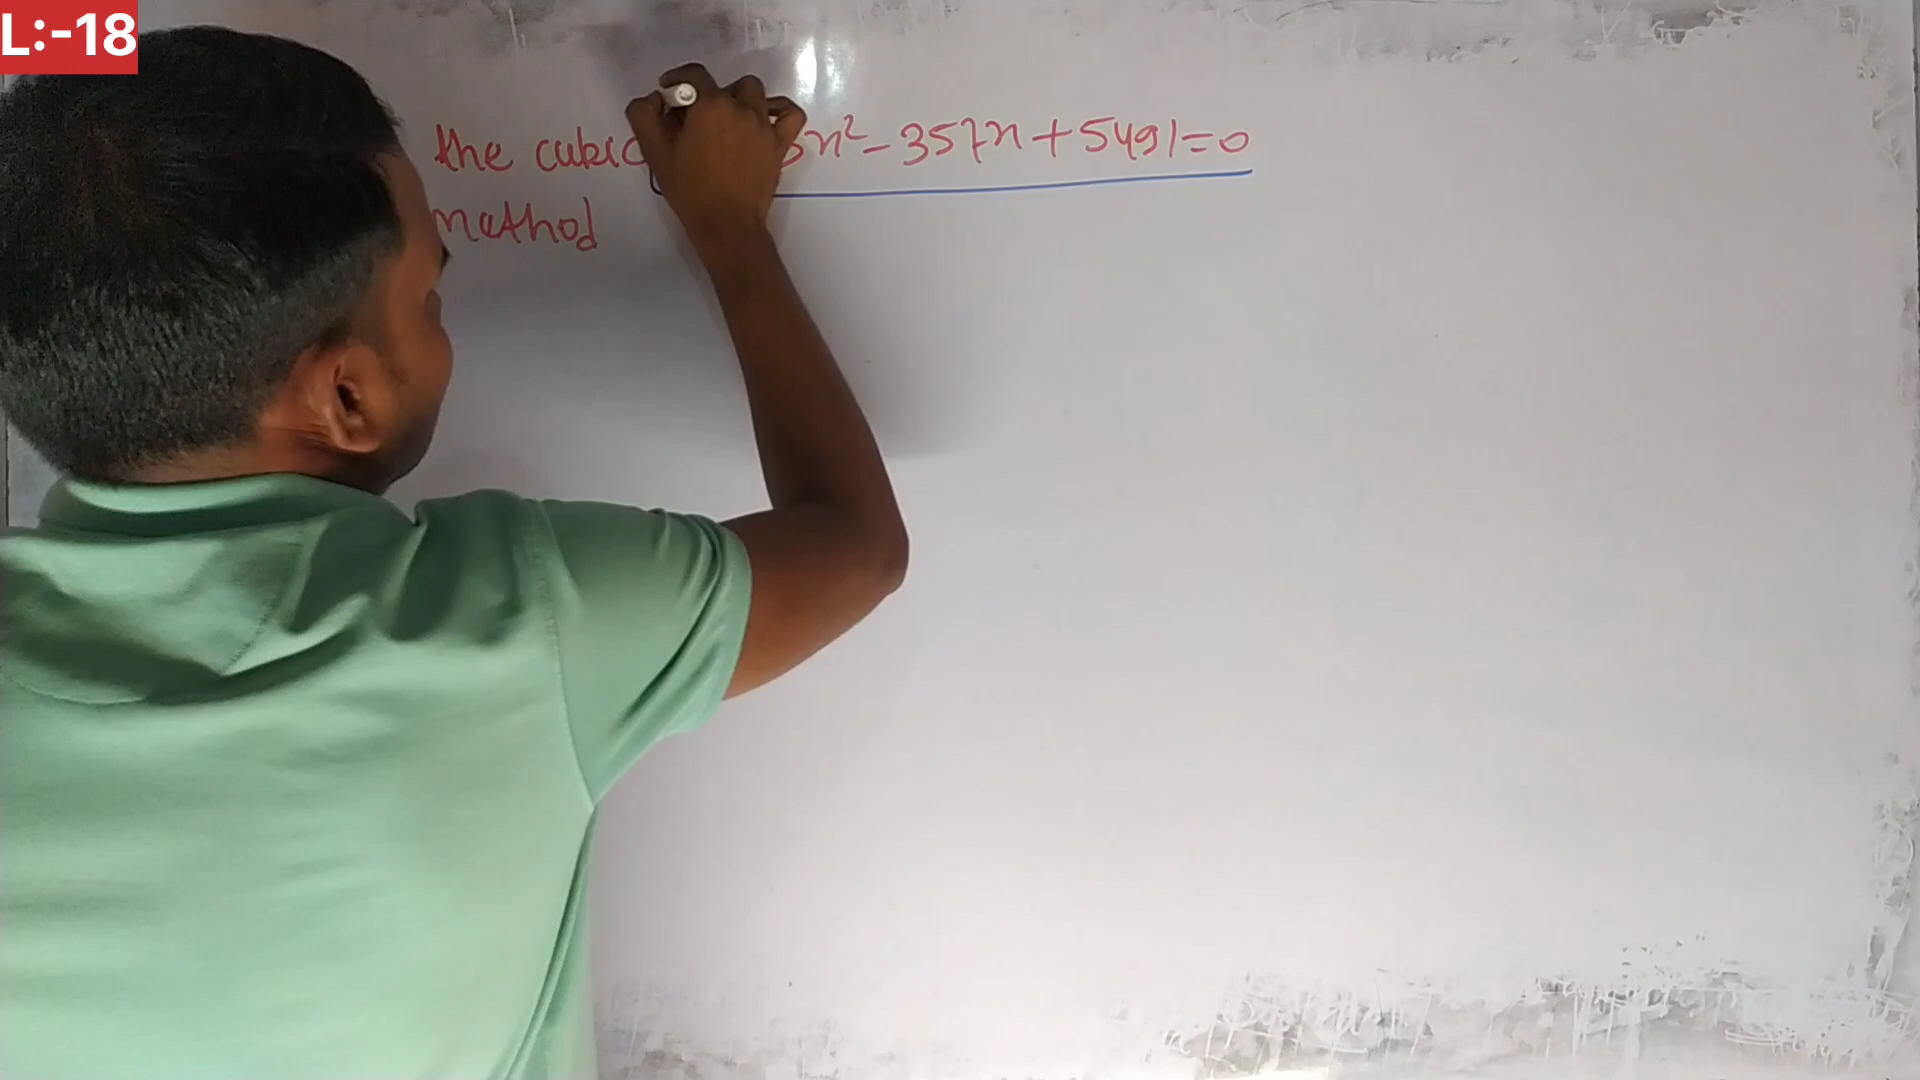 L:-18
the cubic x² - 357x + 5491 = 0
method